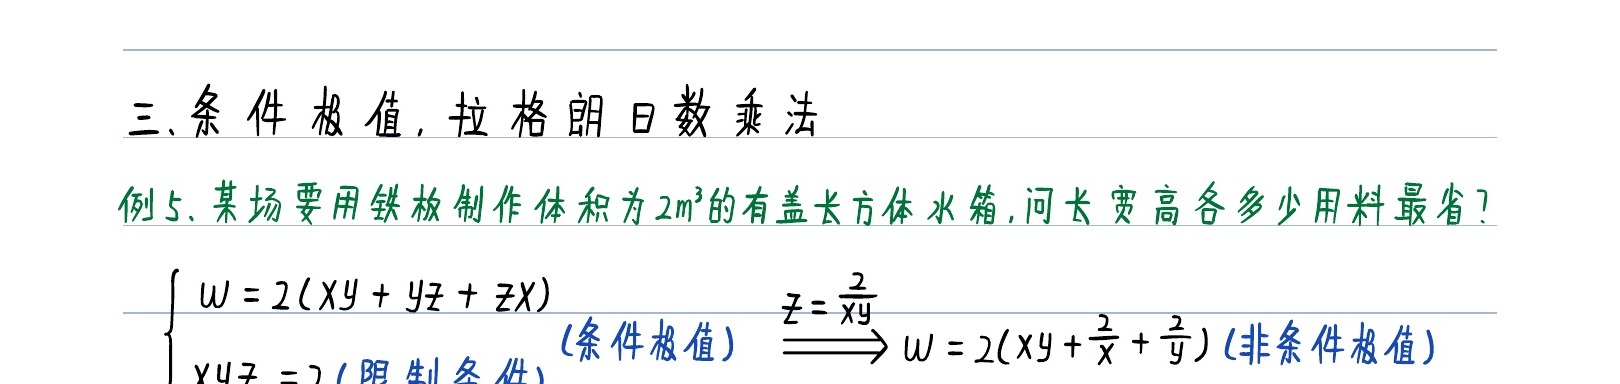 三、条件极值,拉格朗日数乘法
例5、某场要用铁板制作体积为2m³的有盖长方体水箱,问长宽高各多少用料最省?
w = 2(xy + yz + zx)
xyz = 2 (限制条件)
(条件极值)
z = 2/xy
⟹ w = 2(xy + 2/x + 2/y) (非条件极值)